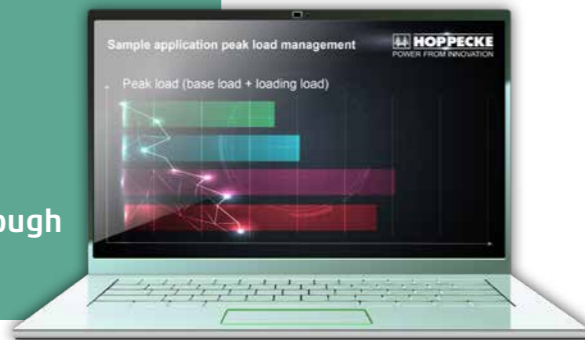 Sample application peak load management
HOPPECKE
POWER FROM INNOVATION
Peak load (base load + loading load)
ough